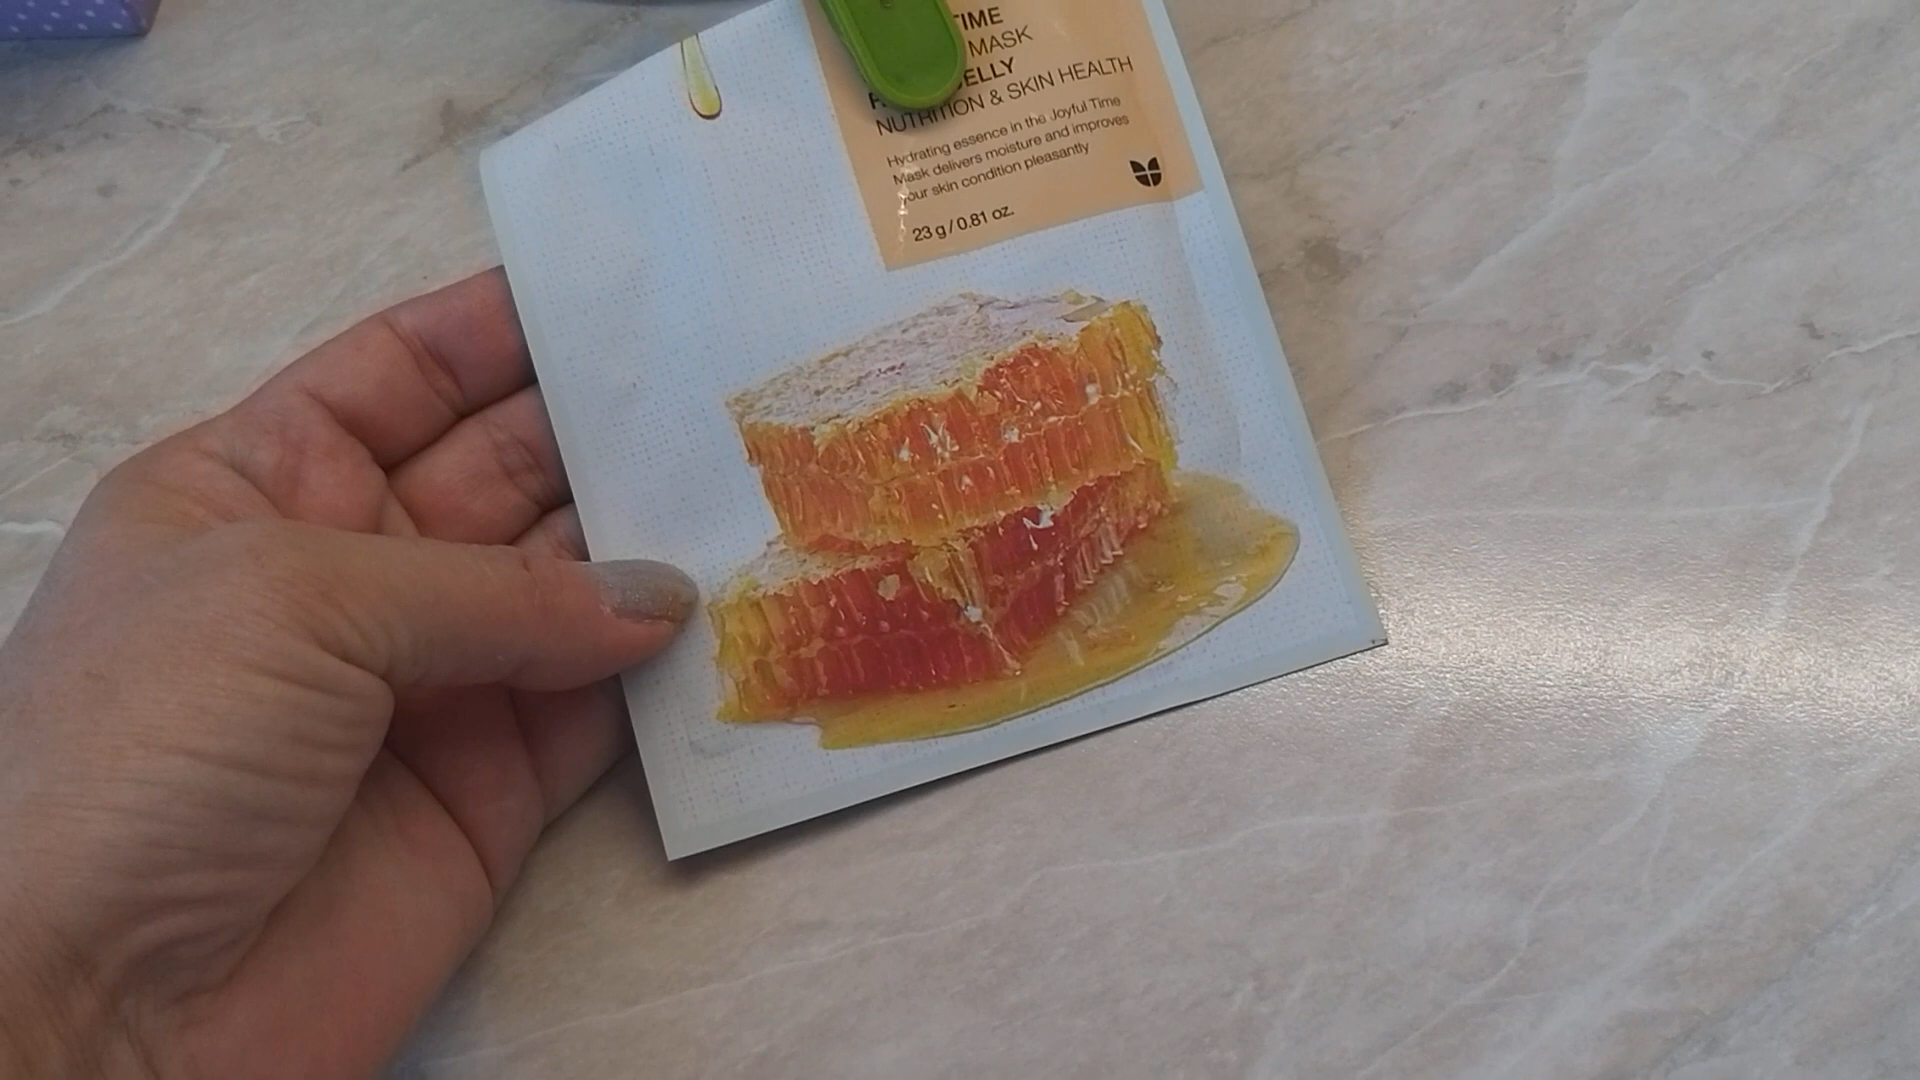 TIME
MASK
ELLY
NUTRITION & SKIN HEALTH
Hydrating essence in the Joyful Time
Mask delivers moisture and improves
your skin condition pleasantly
23 g / 0.81 oz.